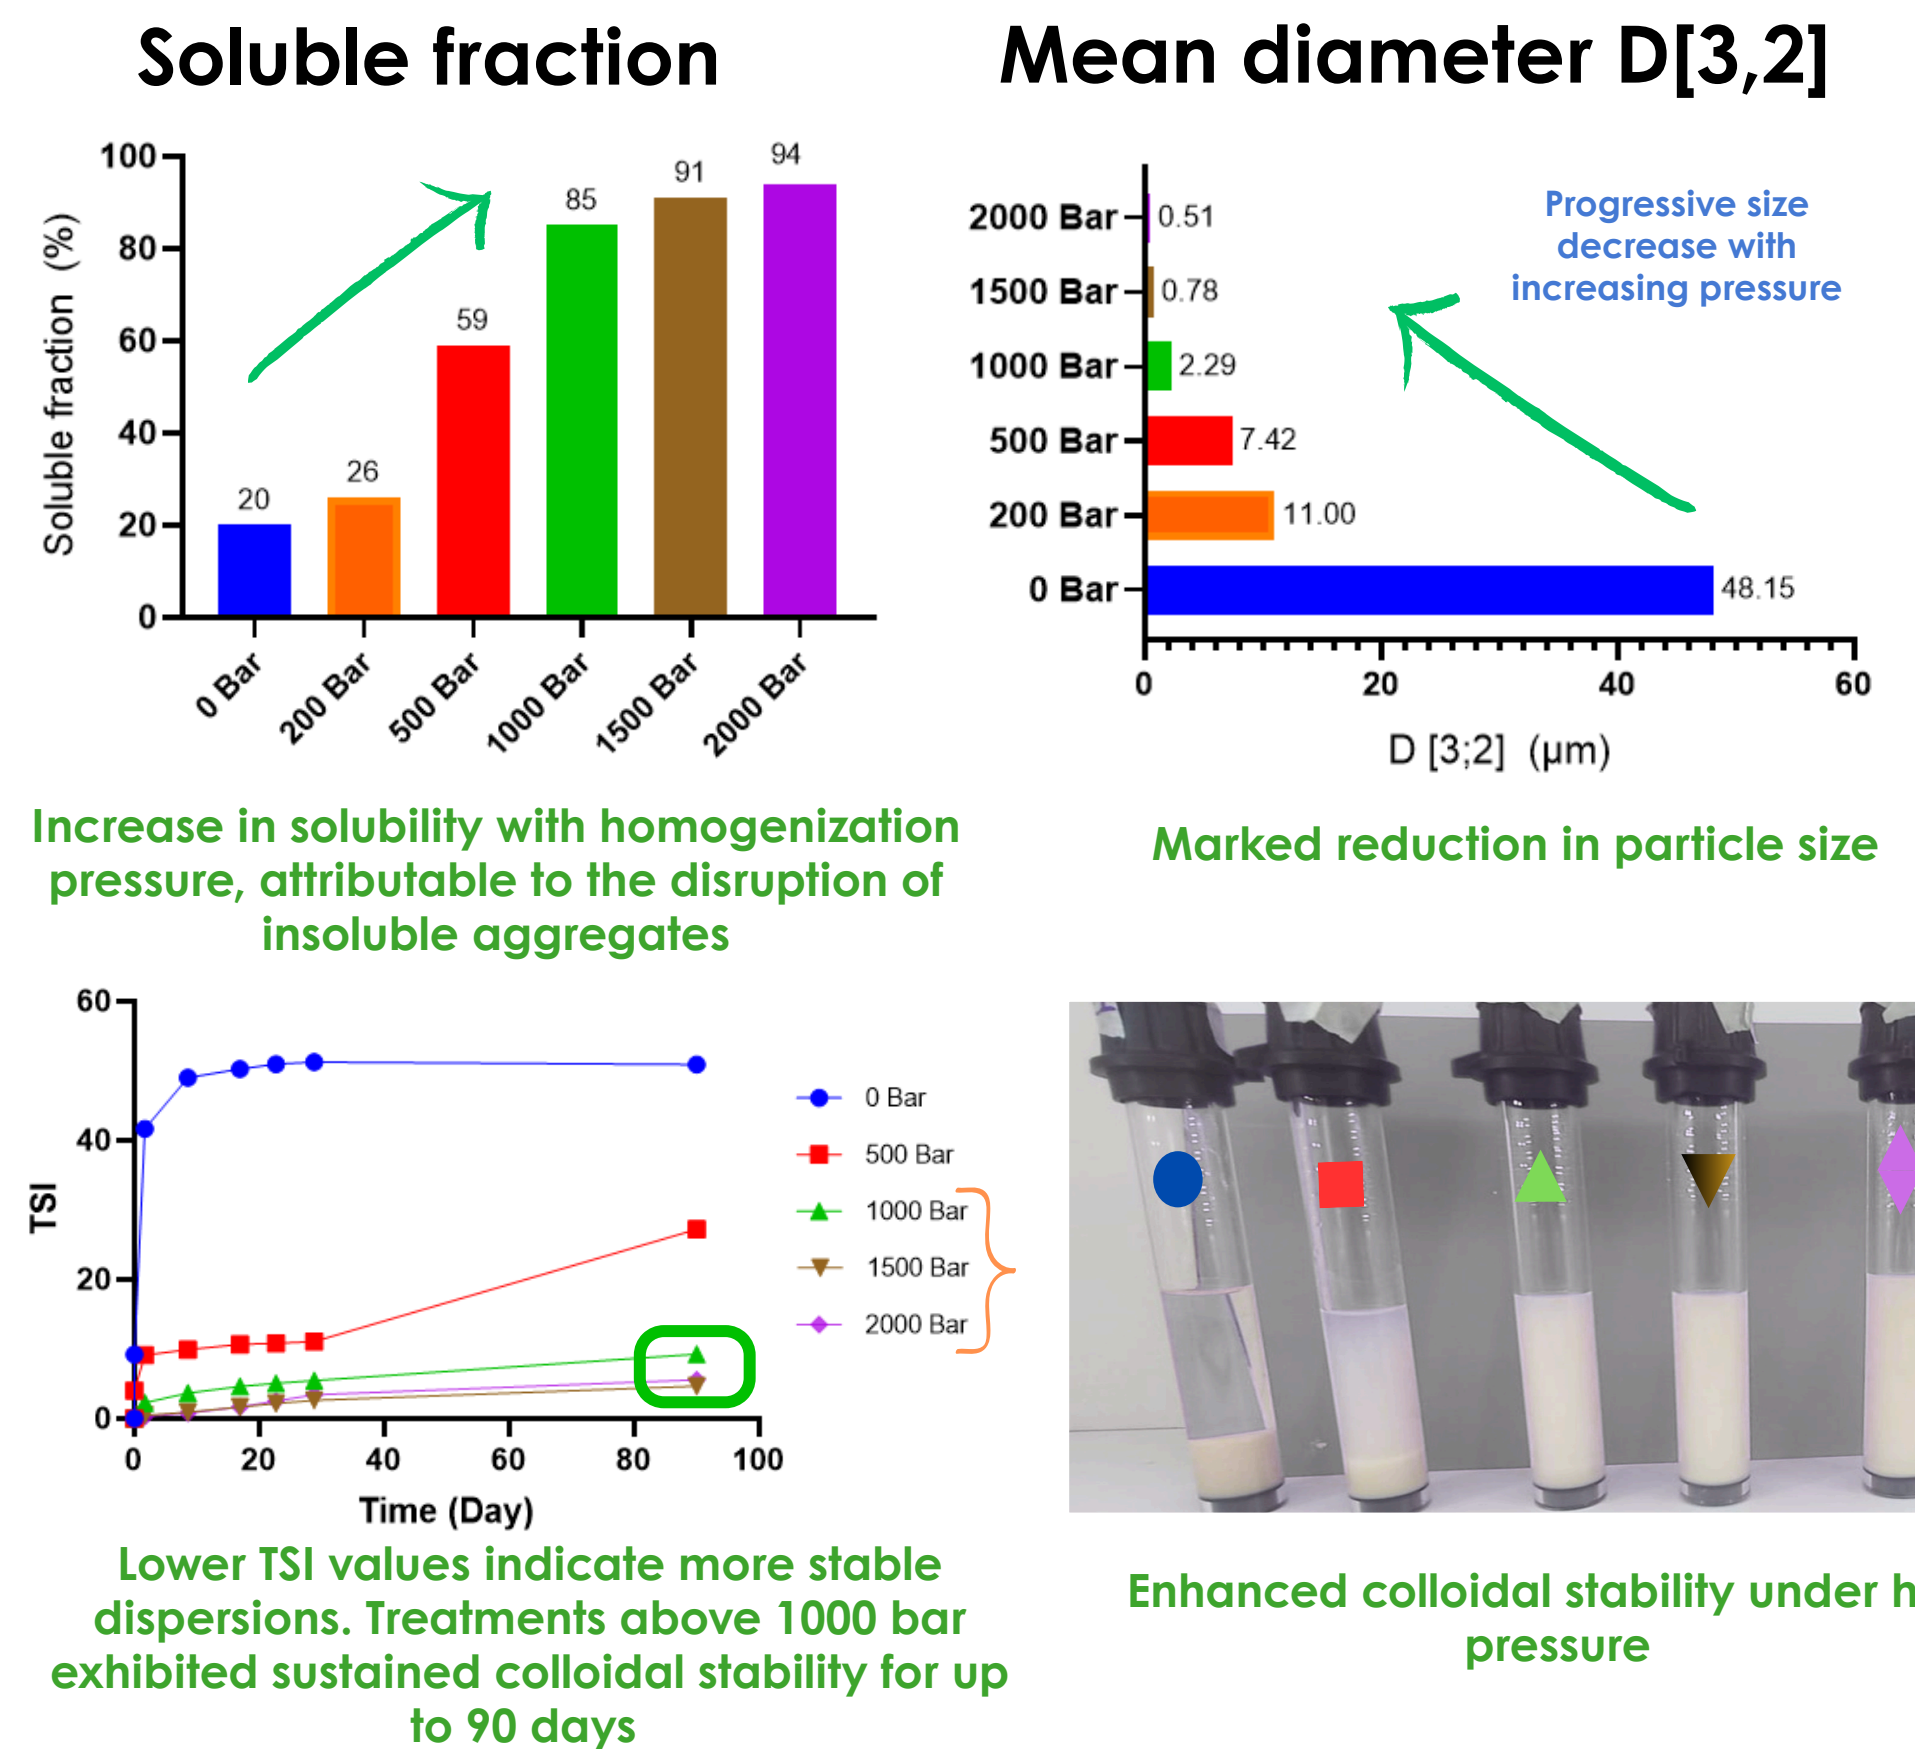 Soluble fraction
Soluble fraction (%)
100
80
60
40
20
0
20
26
59
85
91
94
0 Bar
200 Bar
500 Bar
1000 Bar
1500 Bar
2000 Bar
Increase in solubility with homogenization
pressure, attributable to the disruption of
insoluble aggregates
Mean diameter D[3,2]
Progressive size
decrease with
increasing pressure
2000 Bar
0.51
1500 Bar
0.78
1000 Bar
2.29
500 Bar
7.42
200 Bar
11.00
0 Bar
48.15
0
20
40
60
D [3;2] (µm)
Marked reduction in particle size
TSI
60
40
20
0
0
20
40
60
80
100
Time (Day)
0 Bar
500 Bar
1000 Bar
1500 Bar
2000 Bar
Lower TSI values indicate more stable
dispersions. Treatments above 1000 bar
exhibited sustained colloidal stability for up
to 90 days
Enhanced colloidal stability under h
pressure